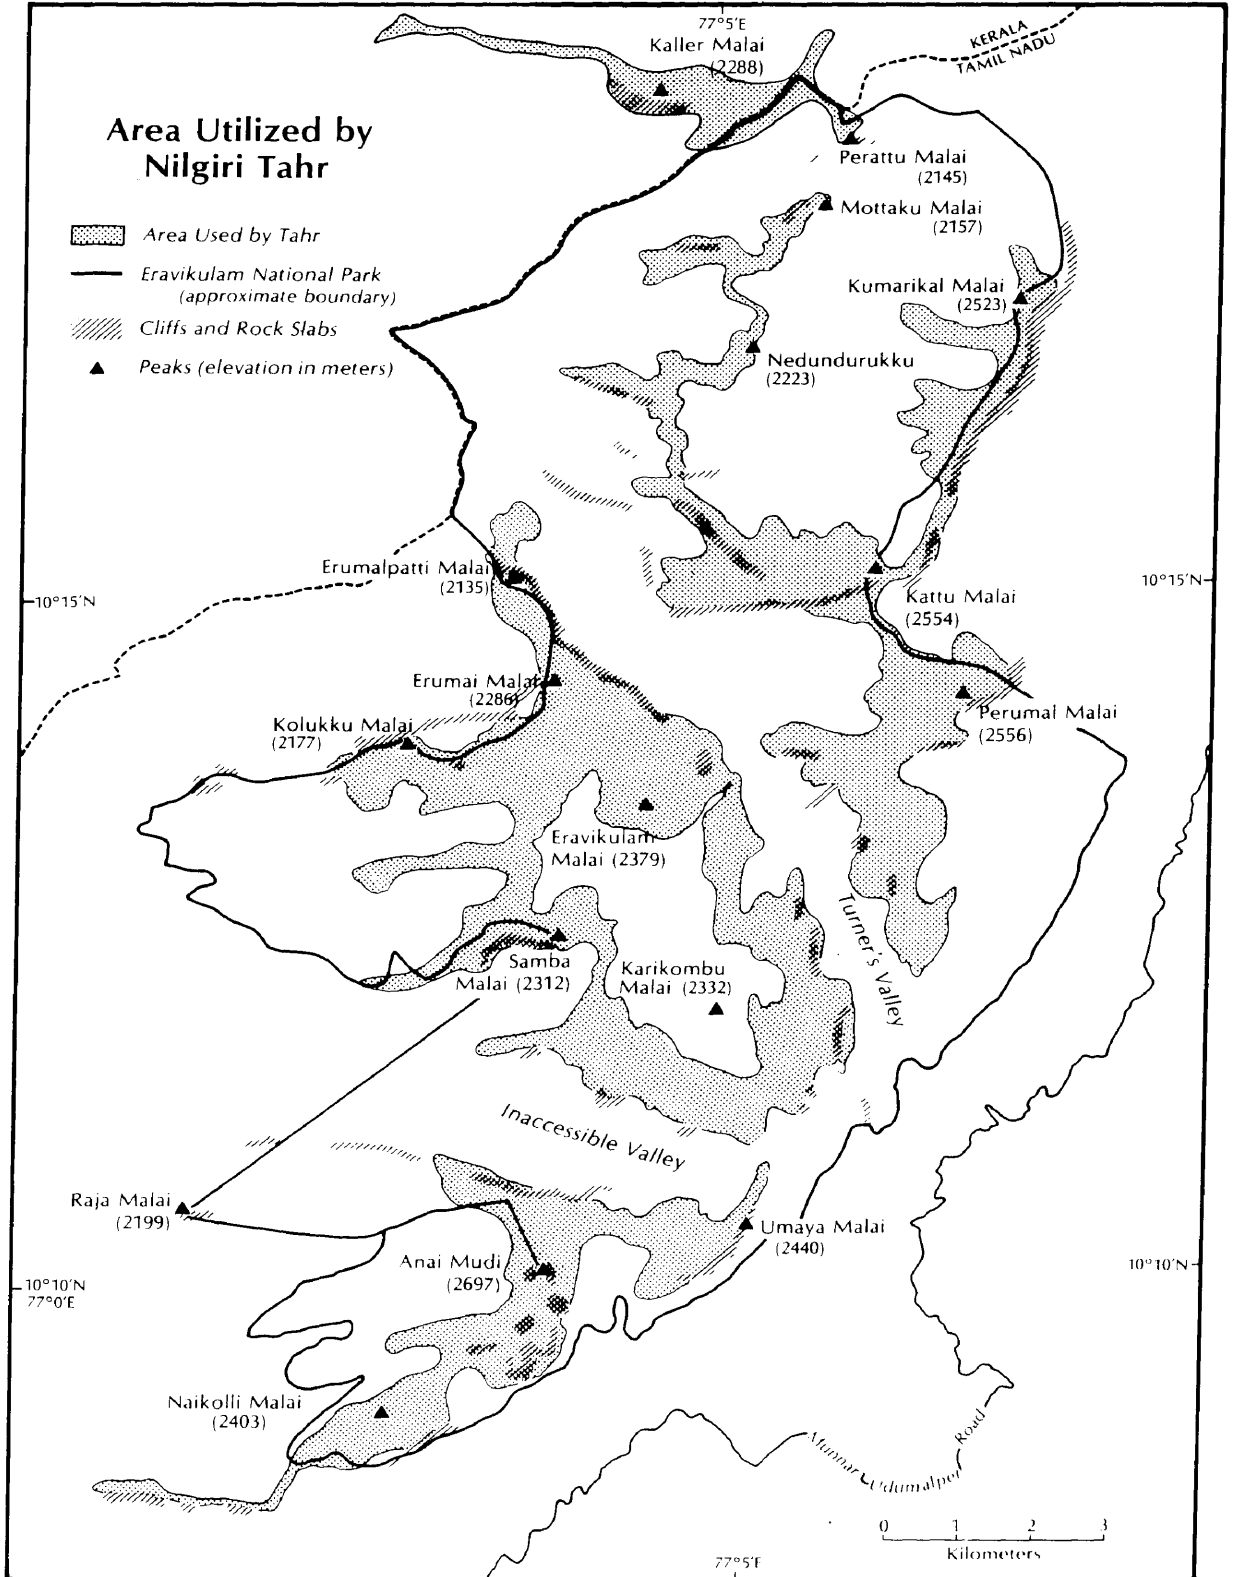 77°5'E
KERALA
TAMIL NADU
Kaller Malai
(2288)
Area Utilized by
Nilgiri Tahr
Perattu Malai
(2145)
Mottaku Malai
(2157)
Area Used by Tahr
Eravikulam National Park
(approximate boundary)
Cliffs and Rock Slabs
Peaks (elevation in meters)
Kumarikal Malai
(2523)
Nedundurukku
(2223)
Erumalpatti Malai
(2135)
10°15'N
10°15'N
Kattu Malai
(2554)
Erumai Malai
(2286)
Kolukku Malai
(2177)
Perumal Malai
(2556)
Eravikulam
Malai (2379)
Turner's Valley
Samba
Malai (2312)
Karikombu
Malai (2332)
Inaccessible Valley
Raja Malai
(2199)
Umaya Malai
(2440)
Anai Mudi
(2697)
10°10'N
10°10'N
77°0'E
Naikolli Malai
(2403)
Munnar
Udumalpet
Road
0 1 2 3
Kilometers
77°5'E